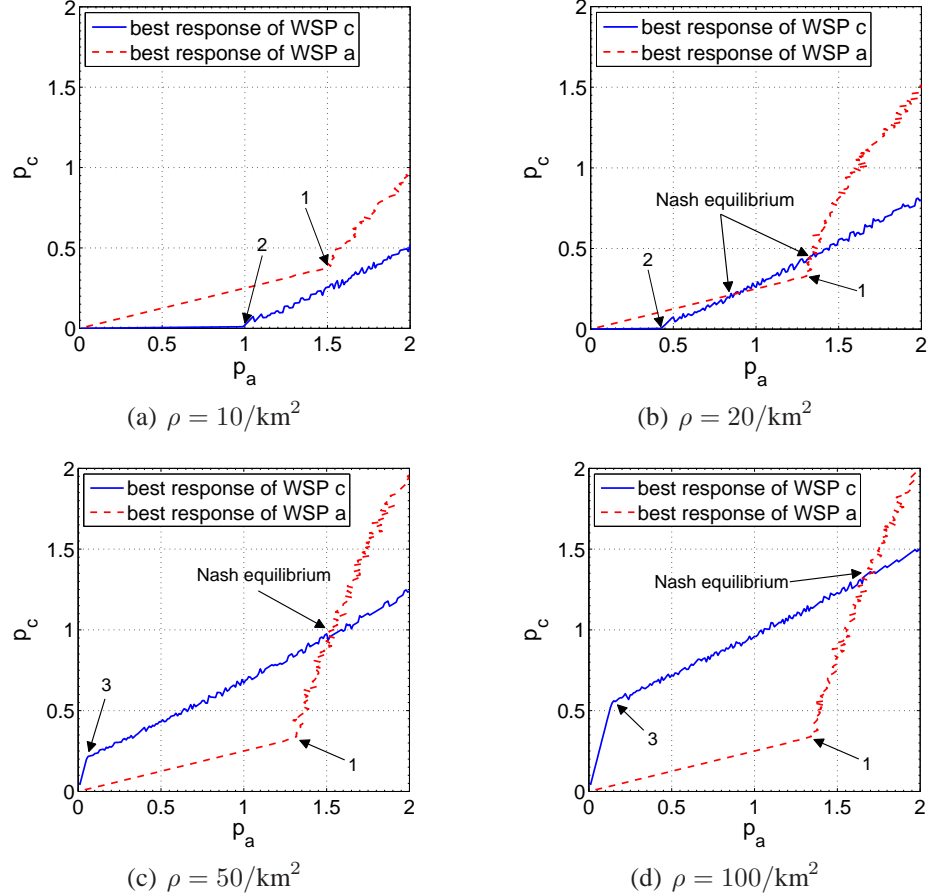 best response of WSP c
best response of WSP a
p_c
2
1.5
1
0.5
0
1
2
0 0.5 1 1.5 2
p_a
(a) ρ = 10/km²
best response of WSP c
best response of WSP a
p_c
2
1.5
1
0.5
0
Nash equilibrium
2
1
0 0.5 1 1.5 2
p_a
(b) ρ = 20/km²
best response of WSP c
best response of WSP a
p_c
2
1.5
1
0.5
0
Nash equilibrium
3
1
0 0.5 1 1.5 2
p_a
(c) ρ = 50/km²
best response of WSP c
best response of WSP a
p_c
2
1.5
1
0.5
0
Nash equilibrium
3
1
0 0.5 1 1.5 2
p_a
(d) ρ = 100/km²